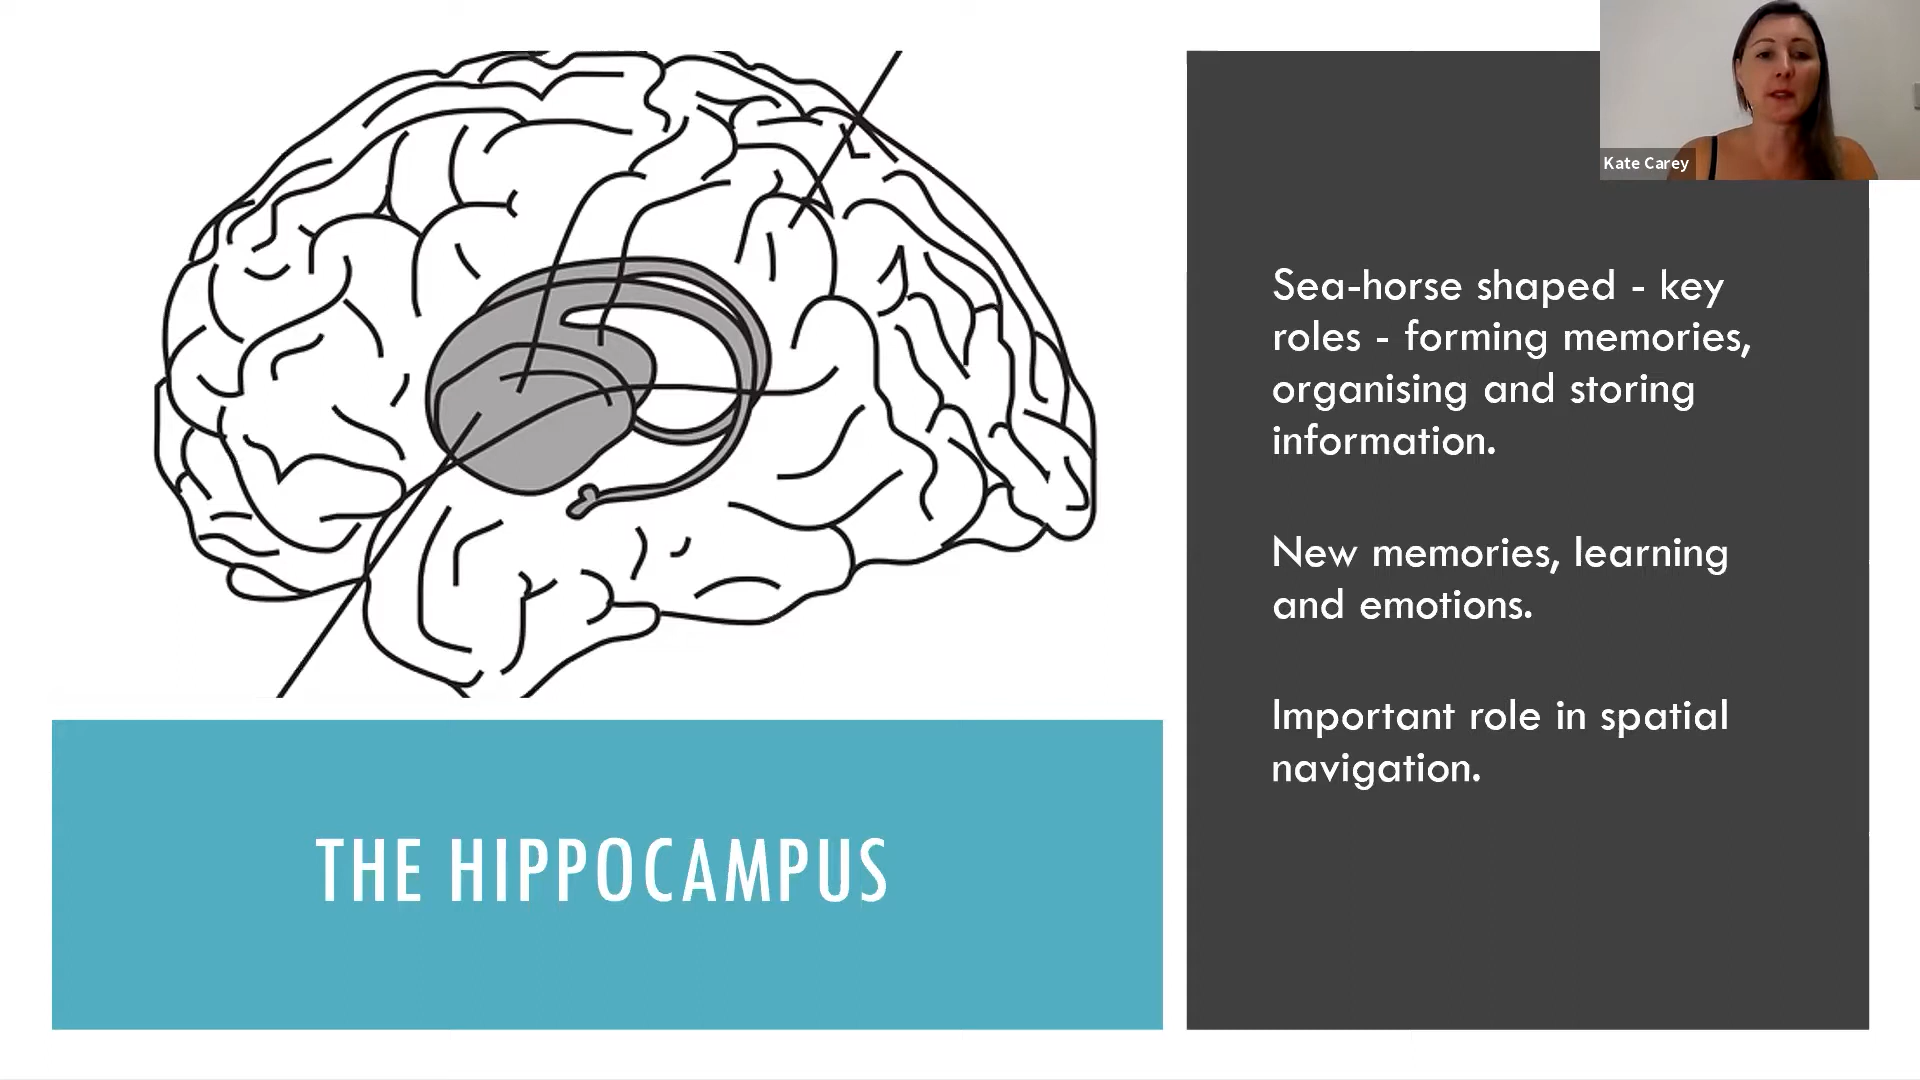 Kate Carey
Sea-horse shaped - key
roles - forming memories,
organising and storing
information.
New memories, learning
and emotions.
Important role in spatial
navigation.
THE HIPPOCAMPUS